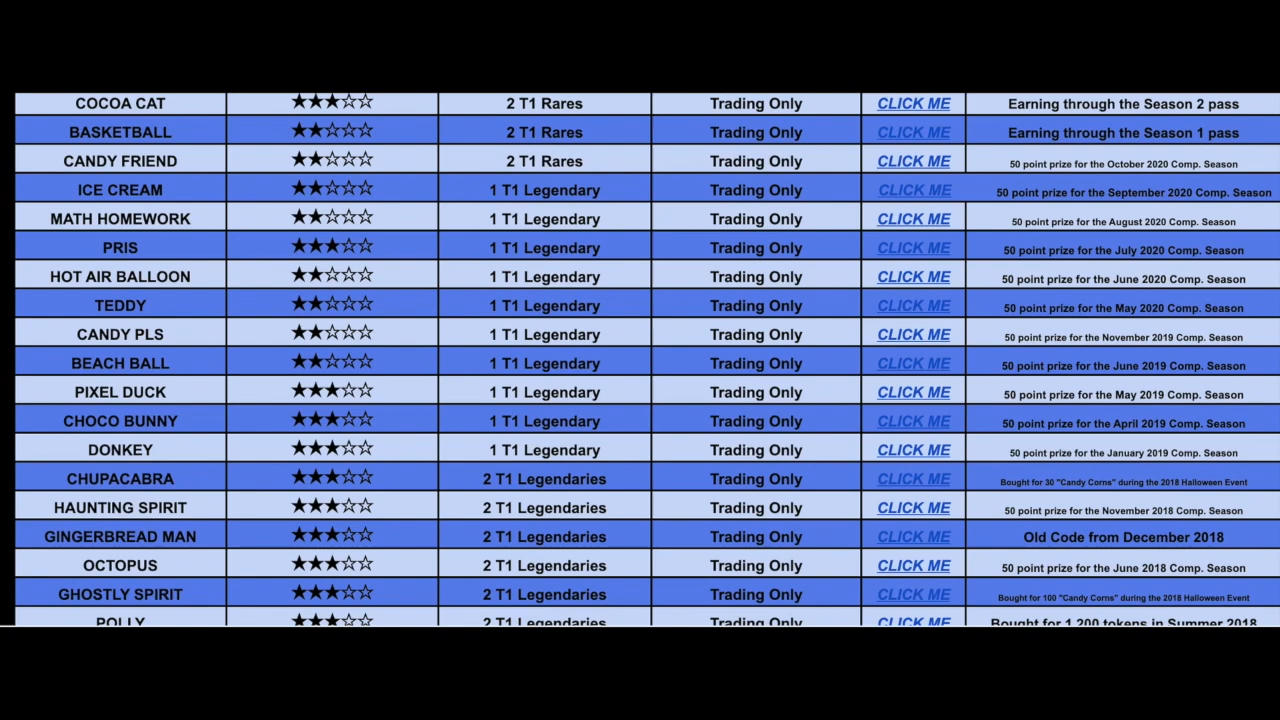 COCOA CAT ★★★☆☆ 2 T1 Rares Trading Only CLICK ME Earning through the Season 2 pass
BASKETBALL ★★☆☆☆ 2 T1 Rares Trading Only CLICK ME Earning through the Season 1 pass
CANDY FRIEND ★★☆☆☆ 2 T1 Rares Trading Only CLICK ME 50 point prize for the October 2020 Comp. Season
ICE CREAM ★★☆☆☆ 1 T1 Legendary Trading Only CLICK ME 50 point prize for the September 2020 Comp. Season
MATH HOMEWORK ★★☆☆☆ 1 T1 Legendary Trading Only CLICK ME 50 point prize for the August 2020 Comp. Season
PRIS ★★★☆☆ 1 T1 Legendary Trading Only CLICK ME 50 point prize for the July 2020 Comp. Season
HOT AIR BALLOON ★★☆☆☆ 1 T1 Legendary Trading Only CLICK ME 50 point prize for the June 2020 Comp. Season
TEDDY ★★☆☆☆ 1 T1 Legendary Trading Only CLICK ME 50 point prize for the May 2020 Comp. Season
CANDY PLS ★★☆☆☆ 1 T1 Legendary Trading Only CLICK ME 50 point prize for the November 2019 Comp. Season
BEACH BALL ★★☆☆☆ 1 T1 Legendary Trading Only CLICK ME 50 point prize for the June 2019 Comp. Season
PIXEL DUCK ★★★☆☆ 1 T1 Legendary Trading Only CLICK ME 50 point prize for the May 2019 Comp. Season
CHOCO BUNNY ★★★☆☆ 1 T1 Legendary Trading Only CLICK ME 50 point prize for the April 2019 Comp. Season
DONKEY ★★★☆☆ 1 T1 Legendary Trading Only CLICK ME 50 point prize for the January 2019 Comp. Season
CHUPACABRA ★★★☆☆ 2 T1 Legendaries Trading Only CLICK ME Bought for 30 "Candy Corns" during the 2018 Halloween Event
HAUNTING SPIRIT ★★★☆☆ 2 T1 Legendaries Trading Only CLICK ME 50 point prize for the November 2018 Comp. Season
GINGERBREAD MAN ★★★☆☆ 2 T1 Legendaries Trading Only CLICK ME Old Code from December 2018
OCTOPUS ★★★☆☆ 2 T1 Legendaries Trading Only CLICK ME 50 point prize for the June 2018 Comp. Season
GHOSTLY SPIRIT ★★★☆☆ 2 T1 Legendaries Trading Only CLICK ME Bought for 100 "Candy Corns" during the 2018 Halloween Event
POLLY ★★★☆☆ 2 T1 Legendaries Trading Only CLICK ME Bought for 1,200 tokens in Summer 2018